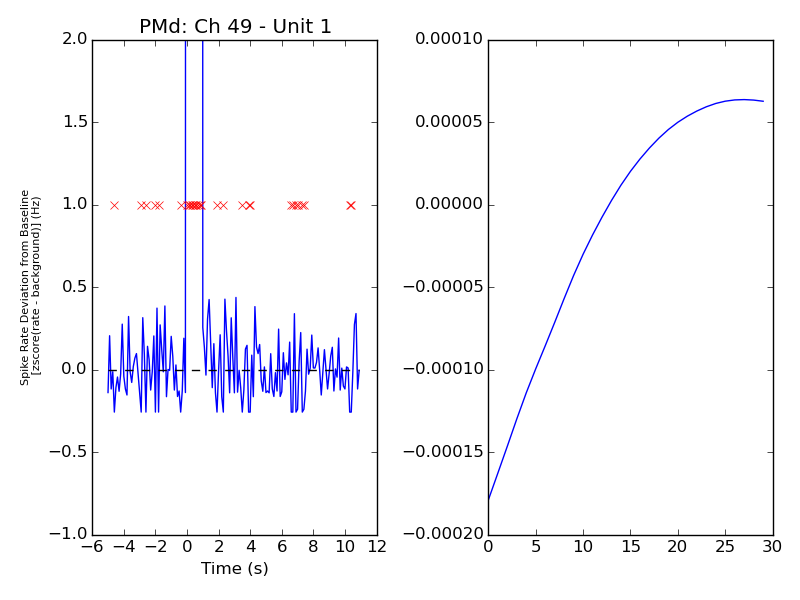 PMd: Ch 49 - Unit 1
2.0
1.5
1.0
0.5
0.0
−0.5
−1.0
−6 −4 −2 0 2 4 6 8 10 12
Time (s)
Spike Rate Deviation from Baseline
[zscore(rate - background)] (Hz)
0.00010
0.00005
0.00000
−0.00005
−0.00010
−0.00015
−0.00020
0 5 10 15 20 25 30